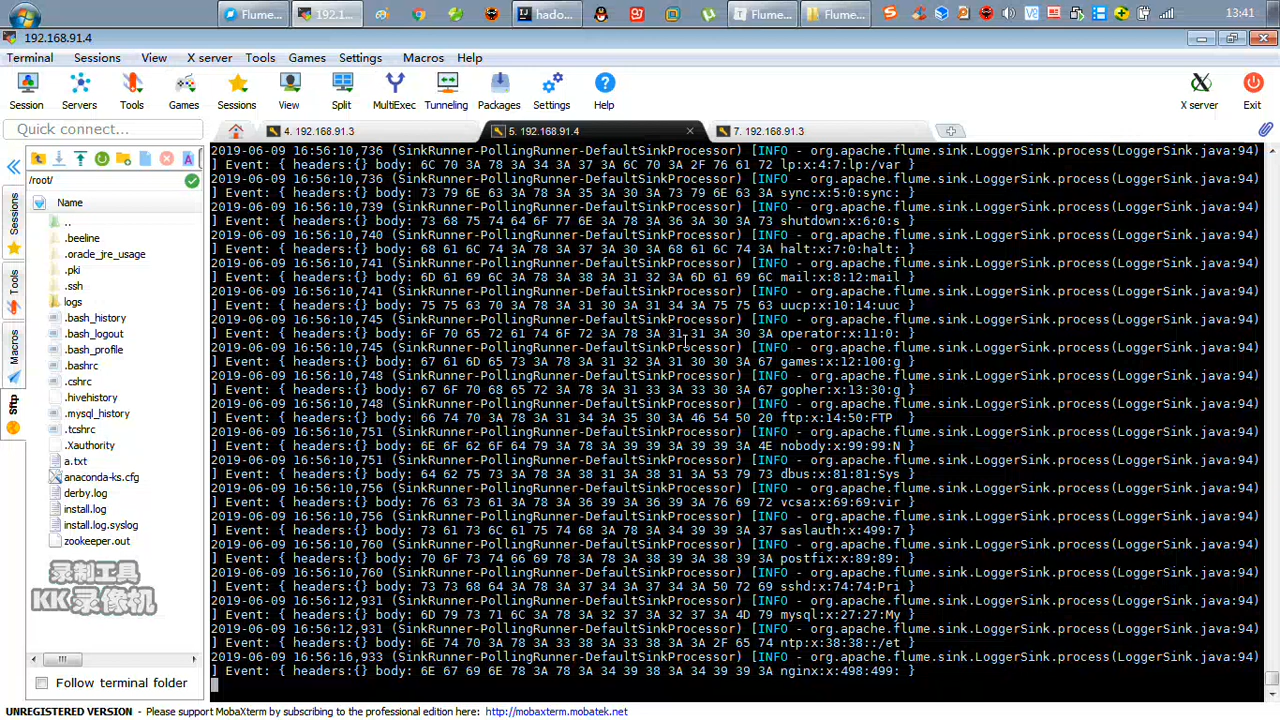 Flume...
192.1...
hado...
Flume...
Flume...
13:41
192.168.91.4
Terminal Sessions View X server Tools Games Settings Macros Help
Session Servers Tools Games Sessions View Split MultiExec Tunneling Packages Settings Help X server Exit
Quick connect...
4. 192.168.91.3
5. 192.168.91.4
7. 192.168.91.3
/root/
Name
..
.beeline
.oracle_jre_usage
.pki
.ssh
logs
.bash_history
.bash_logout
.bash_profile
.bashrc
.cshrc
.hivehistory
.mysql_history
.tcshrc
.Xauthority
a.txt
anaconda-ks.cfg
derby.log
install.log
install.log.syslog
zookeeper.out
Sessions
Tools
Macros
Sftp
录制工具
KK 录像机
Follow terminal folder
2019-06-09 16:56:10,736 (SinkRunner-PollingRunner-DefaultSinkProcessor) [INFO - org.apache.flume.sink.LoggerSink.process(LoggerSink.java:94)
] Event: { headers:{} body: 6C 70 3A 78 3A 34 3A 37 3A 6C 70 3A 2F 76 61 72 lp:x:4:7:lp:/var }
2019-06-09 16:56:10,736 (SinkRunner-PollingRunner-DefaultSinkProcessor) [INFO - org.apache.flume.sink.LoggerSink.process(LoggerSink.java:94)
] Event: { headers:{} body: 73 79 6E 63 3A 78 3A 35 3A 30 3A 73 79 6E 63 3A sync:x:5:0:sync: }
2019-06-09 16:56:10,739 (SinkRunner-PollingRunner-DefaultSinkProcessor) [INFO - org.apache.flume.sink.LoggerSink.process(LoggerSink.java:94)
] Event: { headers:{} body: 73 68 75 74 64 6F 77 6E 3A 78 3A 36 3A 30 3A 73 shutdown:x:6:0:s }
2019-06-09 16:56:10,740 (SinkRunner-PollingRunner-DefaultSinkProcessor) [INFO - org.apache.flume.sink.LoggerSink.process(LoggerSink.java:94)
] Event: { headers:{} body: 68 61 6C 74 3A 78 3A 37 3A 30 3A 68 61 6C 74 3A halt:x:7:0:halt: }
2019-06-09 16:56:10,741 (SinkRunner-PollingRunner-DefaultSinkProcessor) [INFO - org.apache.flume.sink.LoggerSink.process(LoggerSink.java:94)
] Event: { headers:{} body: 6D 61 69 6C 3A 78 3A 38 3A 31 32 3A 6D 61 69 6C mail:x:8:12:mail }
2019-06-09 16:56:10,741 (SinkRunner-PollingRunner-DefaultSinkProcessor) [INFO - org.apache.flume.sink.LoggerSink.process(LoggerSink.java:94)
] Event: { headers:{} body: 75 75 63 70 3A 78 3A 31 30 3A 31 34 3A 75 75 63 uucp:x:10:14:uuc }
2019-06-09 16:56:10,745 (SinkRunner-PollingRunner-DefaultSinkProcessor) [INFO - org.apache.flume.sink.LoggerSink.process(LoggerSink.java:94)
] Event: { headers:{} body: 6F 70 65 72 61 74 6F 72 3A 78 3A 31 31 3A 30 3A operator:x:11:0: }
2019-06-09 16:56:10,745 (SinkRunner-PollingRunner-DefaultSinkProcessor) [INFO - org.apache.flume.sink.LoggerSink.process(LoggerSink.java:94)
] Event: { headers:{} body: 67 61 6D 65 73 3A 78 3A 31 32 3A 31 30 30 3A 67 games:x:12:100:g }
2019-06-09 16:56:10,748 (SinkRunner-PollingRunner-DefaultSinkProcessor) [INFO - org.apache.flume.sink.LoggerSink.process(LoggerSink.java:94)
] Event: { headers:{} body: 67 6F 70 68 65 72 3A 78 3A 31 33 3A 33 30 3A 67 gopher:x:13:30:g }
2019-06-09 16:56:10,748 (SinkRunner-PollingRunner-DefaultSinkProcessor) [INFO - org.apache.flume.sink.LoggerSink.process(LoggerSink.java:94)
] Event: { headers:{} body: 66 74 70 3A 78 3A 31 34 3A 35 30 3A 46 54 50 20 ftp:x:14:50:FTP }
2019-06-09 16:56:10,751 (SinkRunner-PollingRunner-DefaultSinkProcessor) [INFO - org.apache.flume.sink.LoggerSink.process(LoggerSink.java:94)
] Event: { headers:{} body: 6E 6F 62 6F 64 79 3A 78 3A 39 39 3A 39 39 3A 4E nobody:x:99:99:N }
2019-06-09 16:56:10,751 (SinkRunner-PollingRunner-DefaultSinkProcessor) [INFO - org.apache.flume.sink.LoggerSink.process(LoggerSink.java:94)
] Event: { headers:{} body: 64 62 75 73 3A 78 3A 38 31 3A 38 31 3A 53 79 73 dbus:x:81:81:Sys }
2019-06-09 16:56:10,756 (SinkRunner-PollingRunner-DefaultSinkProcessor) [INFO - org.apache.flume.sink.LoggerSink.process(LoggerSink.java:94)
] Event: { headers:{} body: 76 63 73 61 3A 78 3A 36 39 3A 36 39 3A 76 69 72 vcsa:x:69:69:vir }
2019-06-09 16:56:10,756 (SinkRunner-PollingRunner-DefaultSinkProcessor) [INFO - org.apache.flume.sink.LoggerSink.process(LoggerSink.java:94)
] Event: { headers:{} body: 73 61 73 6C 61 75 74 68 3A 78 3A 34 39 39 3A 37 saslauth:x:499:7 }
2019-06-09 16:56:10,760 (SinkRunner-PollingRunner-DefaultSinkProcessor) [INFO - org.apache.flume.sink.LoggerSink.process(LoggerSink.java:94)
] Event: { headers:{} body: 70 6F 73 74 66 69 78 3A 78 3A 38 39 3A 38 39 3A postfix:x:89:89: }
2019-06-09 16:56:10,760 (SinkRunner-PollingRunner-DefaultSinkProcessor) [INFO - org.apache.flume.sink.LoggerSink.process(LoggerSink.java:94)
] Event: { headers:{} body: 73 73 68 64 3A 78 3A 37 34 3A 37 34 3A 50 72 69 sshd:x:74:74:Pri }
2019-06-09 16:56:12,931 (SinkRunner-PollingRunner-DefaultSinkProcessor) [INFO - org.apache.flume.sink.LoggerSink.process(LoggerSink.java:94)
] Event: { headers:{} body: 6D 79 73 71 6C 3A 78 3A 32 37 3A 32 37 3A 4D 79 mysql:x:27:27:My }
2019-06-09 16:56:12,931 (SinkRunner-PollingRunner-DefaultSinkProcessor) [INFO - org.apache.flume.sink.LoggerSink.process(LoggerSink.java:94)
] Event: { headers:{} body: 6E 74 70 3A 78 3A 33 38 3A 33 38 3A 3A 2F 65 74 ntp:x:38:38::/et }
2019-06-09 16:56:16,933 (SinkRunner-PollingRunner-DefaultSinkProcessor) [INFO - org.apache.flume.sink.LoggerSink.process(LoggerSink.java:94)
] Event: { headers:{} body: 6E 67 69 6E 78 3A 78 3A 34 39 38 3A 34 39 39 3A nginx:x:498:499: }
UNREGISTERED VERSION - Please support MobaXterm by subscribing to the professional edition here: http://mobaxterm.mobatek.net